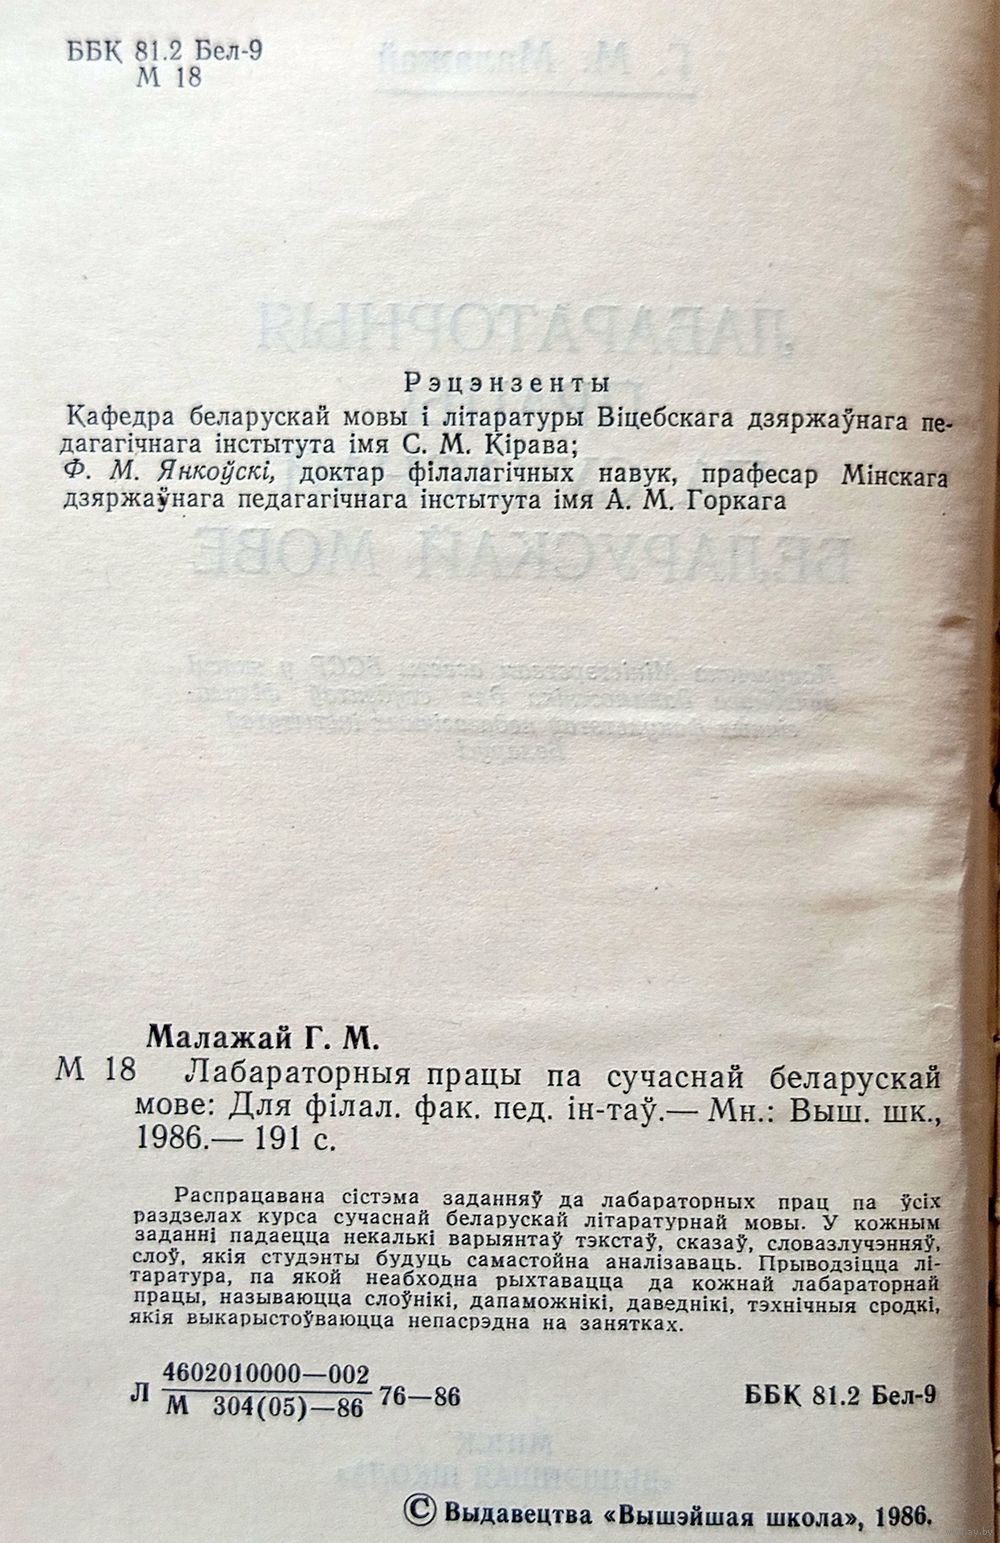 ББК 81.2 Бел-9
М 18
Рэцэнзенты
Кафедра беларускай мовы і літаратуры Віцебскага дзяржаўнага пе-
дагагічнага інстытута імя С. М. Кірава;
Ф. М. Янкоўскі, доктар філалагічных навук, прафесар Мінскага
дзяржаўнага педагагічнага інстытута імя А. М. Горкага
Малажай Г. М.
М 18 Лабараторныя працы па сучаснай беларускай
мове: Для філал. фак. пед. ін-таў.— Мн.: Выш. шк.,
1986.— 191 с.
Распрацавана сістэма заданняў да лабараторных прац па ўсіх
раздзелах курса сучаснай беларускай літаратурнай мовы. У кожным
заданні падаецца некалькі варыянтаў тэкстаў, сказаў, словазлучэнняў,
слоў, якія студэнты будуць самастойна аналізаваць. Прыводзіцца лі-
таратура, па якой неабходна рыхтавацца да кожнай лабараторнай
працы, называюцца слоўнікі, дапаможнікі, даведнікі, тэхнічныя сродкі,
якія выкарыстоўваюцца непасрэдна на занятках.
4602010000—002
Л М 304(05)—86 76—86 ББК 81.2 Бел-9
© Выдавецтва «Вышэйшая школа», 1986.